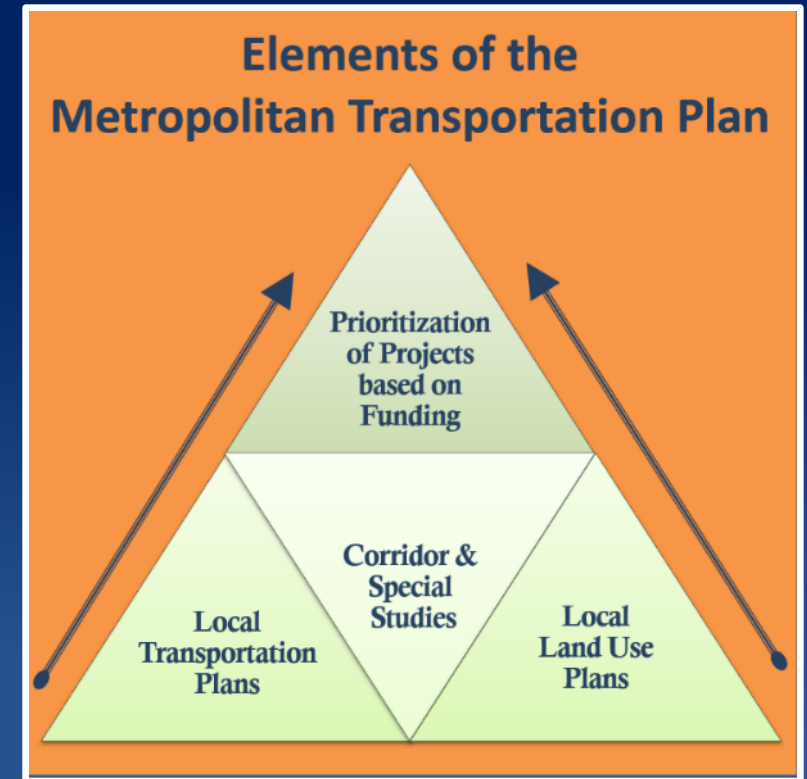 Elements of the
Metropolitan Transportation Plan
Prioritization
of Projects
based on
Funding
Corridor &
Special
Studies
Local
Transportation
Plans
Local
Land Use
Plans